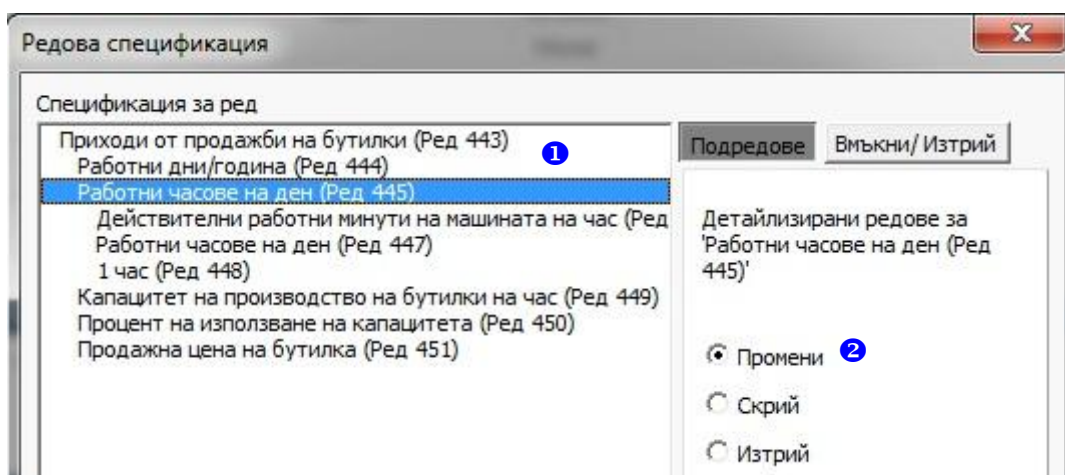 Редова спецификация
Спецификация за ред
Приходи от продажби на бутилки (Ред 443)
Работни дни/година (Ред 444)
Работни часове на ден (Ред 445)
Действителни работни минути на машината на час (Ред
Работни часове на ден (Ред 447)
1 час (Ред 448)
Капацитет на производство на бутилки на час (Ред 449)
Процент на използване на капацитета (Ред 450)
Продажна цена на бутилка (Ред 451)
1
Подредове
Вмъкни/ Изтрий
Детайлизирани редове за
'Работни часове на ден (Ред
445)'
Промени 2
Скрий
Изтрий